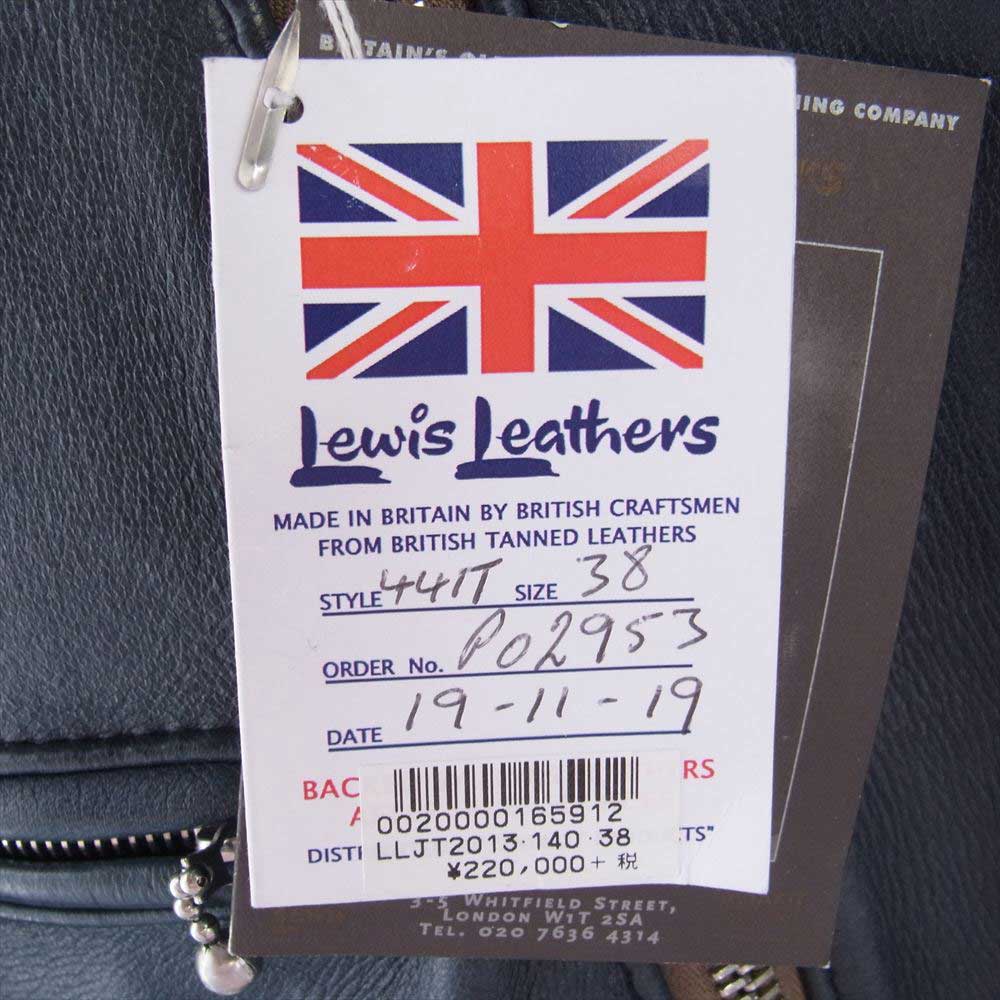 BRITAIN'S
ING COMPANY
Lewis Leathers
MADE IN BRITAIN BY BRITISH CRAFTSMEN
FROM BRITISH TANNED LEATHERS
STYLE 441T SIZE 38
ORDER No. P02953
DATE 19-11-19
BAC RS
A
DIST CTS"
0020000165912
LLJT2013·140·38
¥220,000+税
3-5 WHITFIELD STREET,
LONDON W1T 2SA
TEL. 020 7636 4314